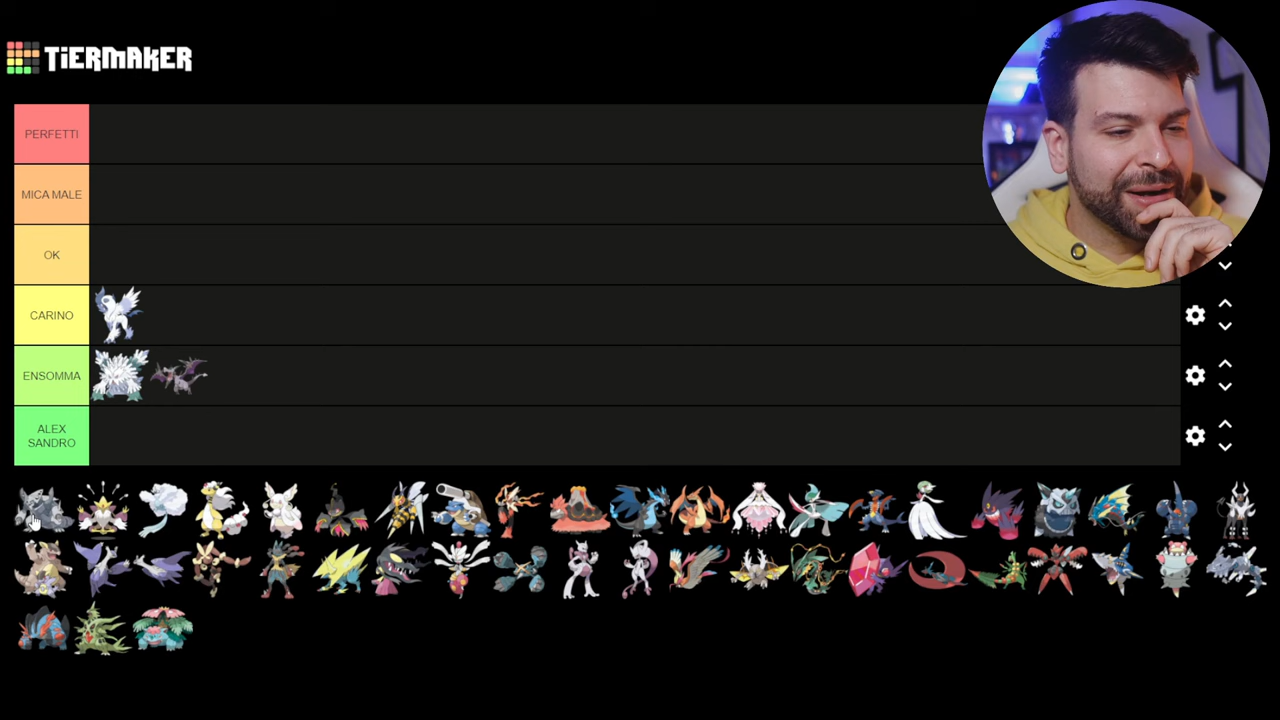 TiERMAKER
PERFETTI
MICA MALE
OK
CARINO
ENSOMMA
ALEX
SANDRO